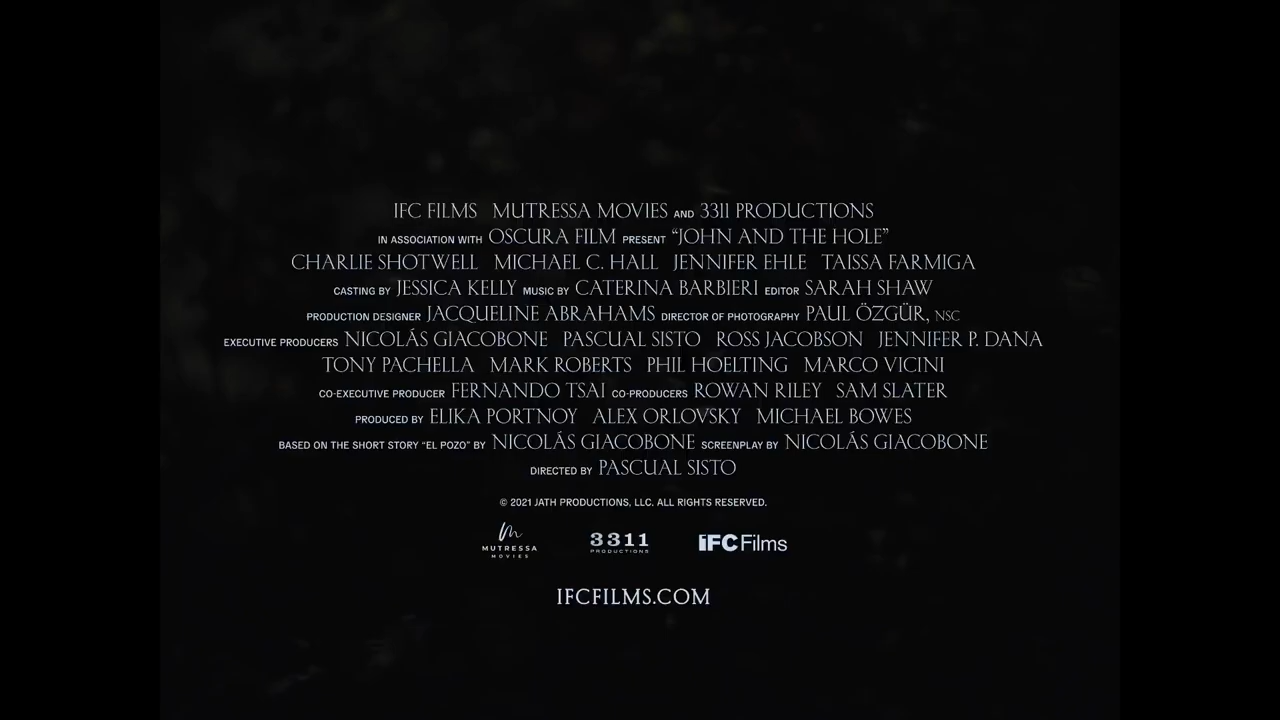 IFC FILMS MUTRESSA MOVIES AND 3311 PRODUCTIONS
IN ASSOCIATION WITH OSCURA FILM PRESENT “JOHN AND THE HOLE”
CHARLIE SHOTWELL MICHAEL C. HALL JENNIFER EHLE TAISSA FARMIGA
CASTING BY JESSICA KELLY MUSIC BY CATERINA BARBIERI EDITOR SARAH SHAW
PRODUCTION DESIGNER JACQUELINE ABRAHAMS DIRECTOR OF PHOTOGRAPHY PAUL ÖZGÜR, NSC
EXECUTIVE PRODUCERS NICOLÁS GIACOBONE PASCUAL SISTO ROSS JACOBSON JENNIFER P. DANA
TONY PACHELLA MARK ROBERTS PHIL HOELTING MARCO VICINI
CO-EXECUTIVE PRODUCER FERNANDO TSAI CO-PRODUCERS ROWAN RILEY SAM SLATER
PRODUCED BY ELIKA PORTNOY ALEX ORLOVSKY MICHAEL BOWES
BASED ON THE SHORT STORY “EL POZO” BY NICOLÁS GIACOBONE SCREENPLAY BY NICOLÁS GIACOBONE
DIRECTED BY PASCUAL SISTO
© 2021 JATH PRODUCTIONS, LLC. ALL RIGHTS RESERVED.
MUTRESSA MOVIES
3311 PRODUCTIONS
IFC Films
IFCFILMS.COM